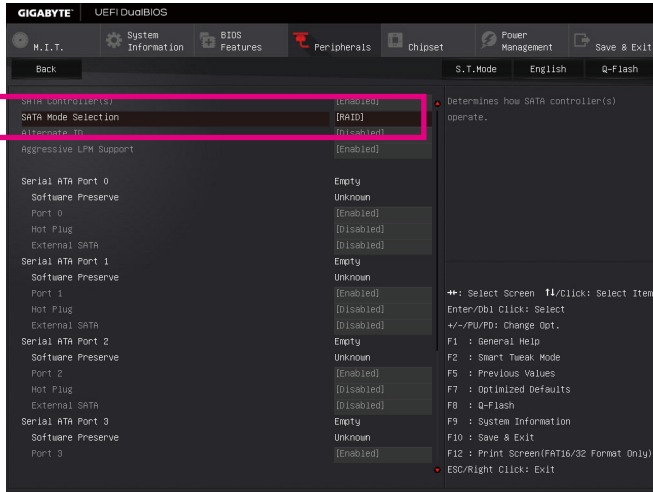 GIGABYTE™ UEFI DualBIOS
M.I.T. System Information BIOS Features Peripherals Chipset Power Management Save & Exit
Back S.T.Mode English Q-Flash
SATA Controller(s) [Enabled]
SATA Mode Selection [RAID]
Alternate ID [Disabled]
Aggressive LPM Support [Enabled]
Serial ATA Port 0 Empty
Software Preserve Unknown
Port 0 [Enabled]
Hot Plug [Disabled]
External SATA [Disabled]
Serial ATA Port 1 Empty
Software Preserve Unknown
Port 1 [Enabled]
Hot Plug [Disabled]
External SATA [Disabled]
Serial ATA Port 2 Empty
Software Preserve Unknown
Port 2 [Enabled]
Hot Plug [Disabled]
External SATA [Disabled]
Serial ATA Port 3 Empty
Software Preserve Unknown
Port 3 [Enabled]
Determines how SATA controller(s)
operate.
→←: Select Screen ↑↓/Click: Select Item
Enter/Dbl Click: Select
+/-/PU/PD: Change Opt.
F1 : General Help
F2 : Smart Tweak Mode
F5 : Previous Values
F7 : Optimized Defaults
F8 : Q-Flash
F9 : System Information
F10 : Save & Exit
F12 : Print Screen(FAT16/32 Format Only)
ESC/Right Click: Exit